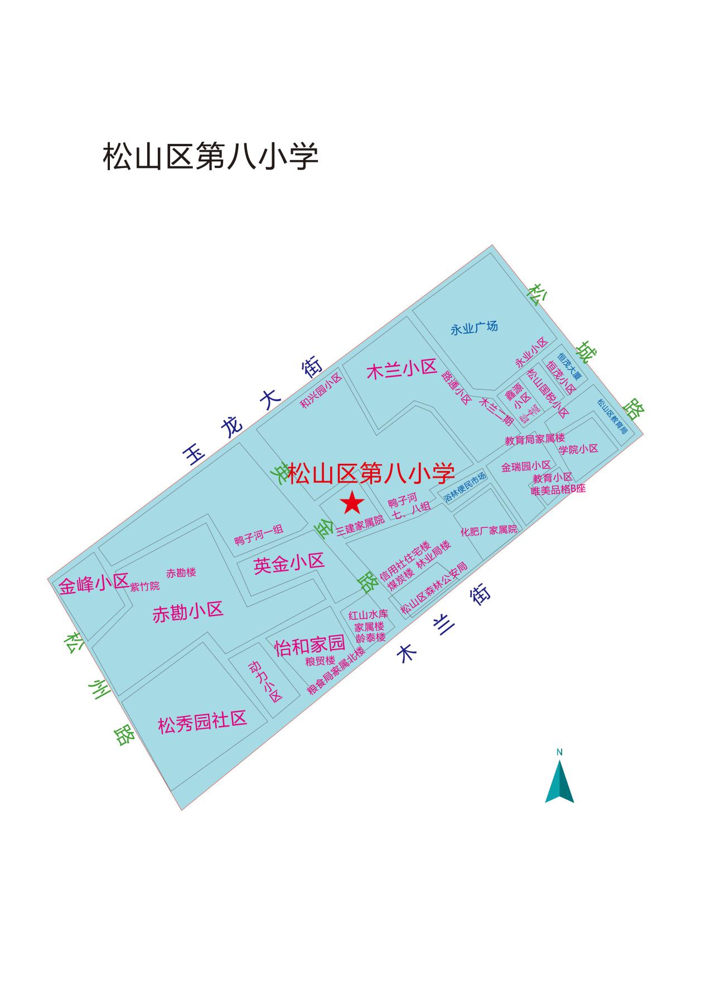 松山区第八小学
松城路
永业广场
玉龙大街
木兰小区
和兴园小区
路通小区
木兰二期
永业小区
恒茂大厦
恒茂小区
松山国税小区
鑫源
小区
松山区教育局
教育局家属楼
学院小区
金瑞园小区
教育小区
唯美品格B座
松山区第八小学
英金路
浴林便民市场
鸭子河
七、八组
三建家属院
鸭子河一组
英金小区
化肥厂家属院
信用社住宅楼
煤炭楼 林业局楼
松山区森林公安局
金峰小区
紫竹院
赤勘楼
赤勘小区
红山水库
家属楼
龄泰楼
怡和家园
粮贸楼
粮食局家属北楼
动力小区
松秀园社区
松州路
木兰街
N